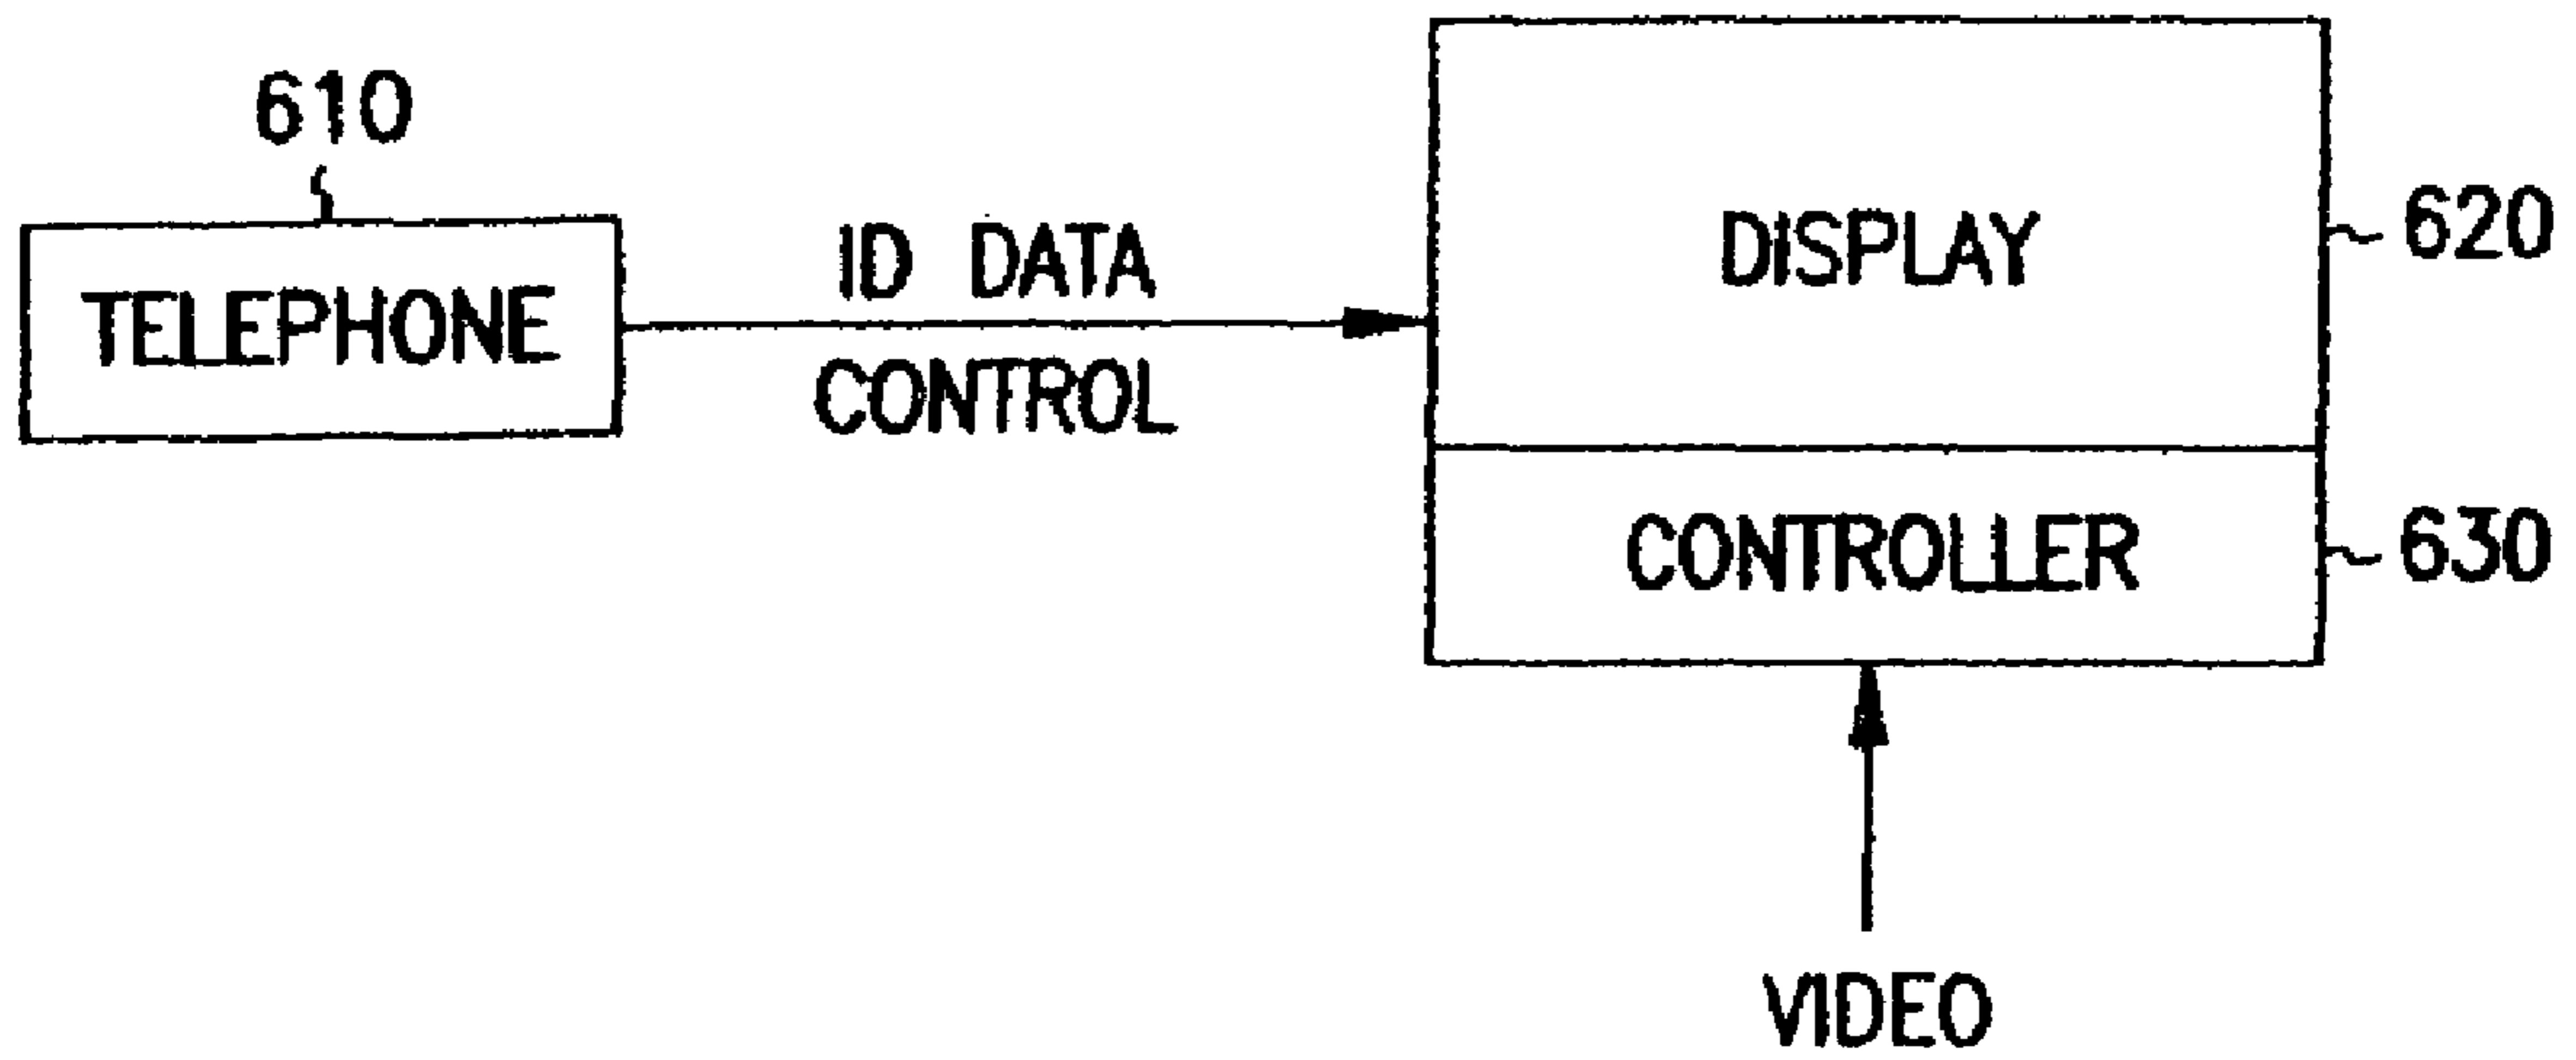 610
TELEPHONE
ID DATA
CONTROL
DISPLAY
620
CONTROLLER
630
VIDEO